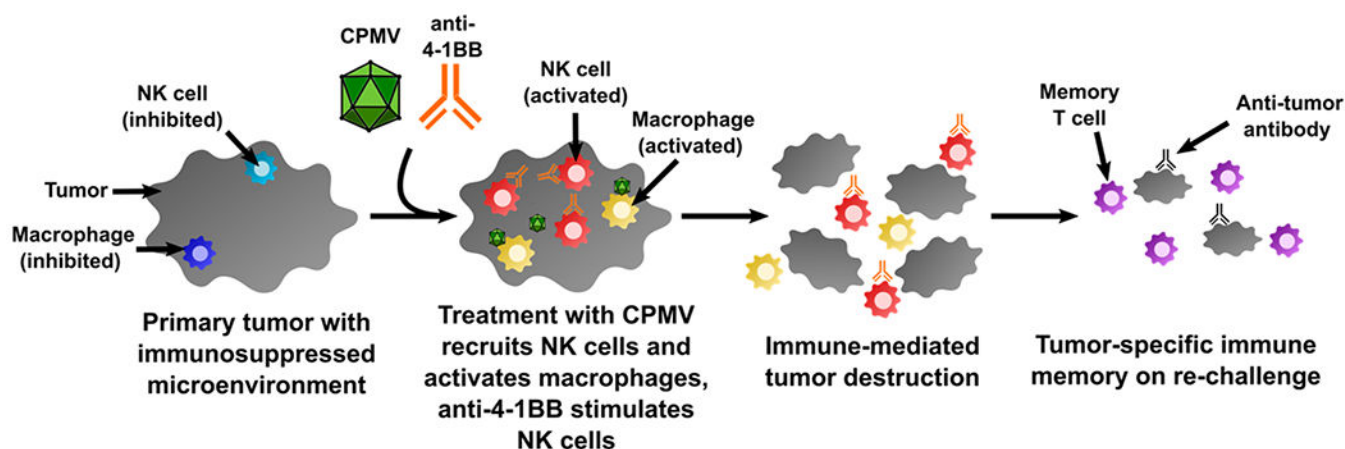 CPMV
anti-
4-1BB
NK cell
(inhibited)
Tumor
Macrophage
(inhibited)
NK cell
(activated)
Macrophage
(activated)
Memory
T cell
Anti-tumor
antibody
Primary tumor with
immunosuppressed
microenvironment
Treatment with CPMV
recruits NK cells and
activates macrophages,
anti-4-1BB stimulates
NK cells
Immune-mediated
tumor destruction
Tumor-specific immune
memory on re-challenge